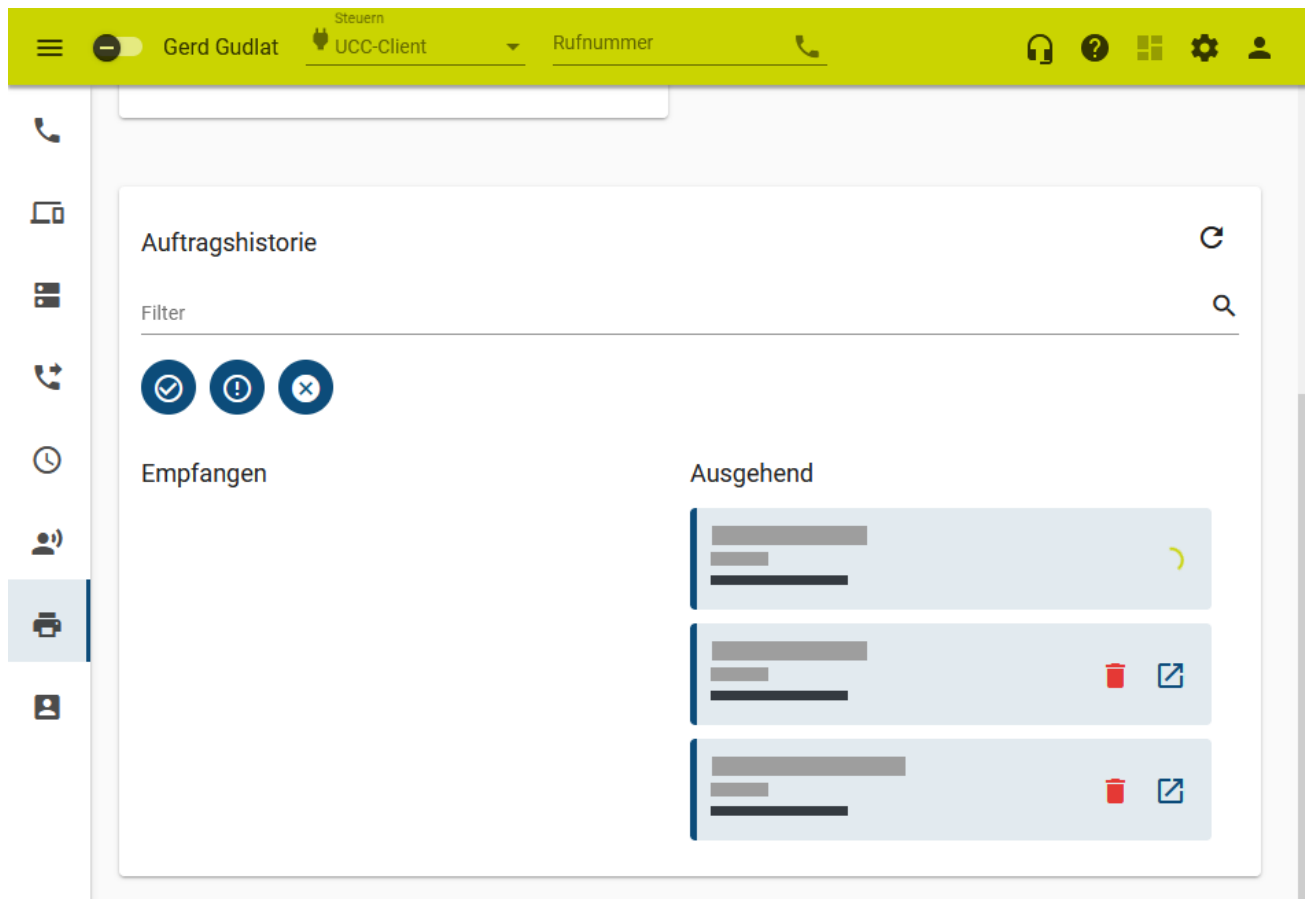 Steuern
Gerd Gudlat
UCC-Client
Rufnummer
Auftragshistorie
Filter
Empfangen
Ausgehend